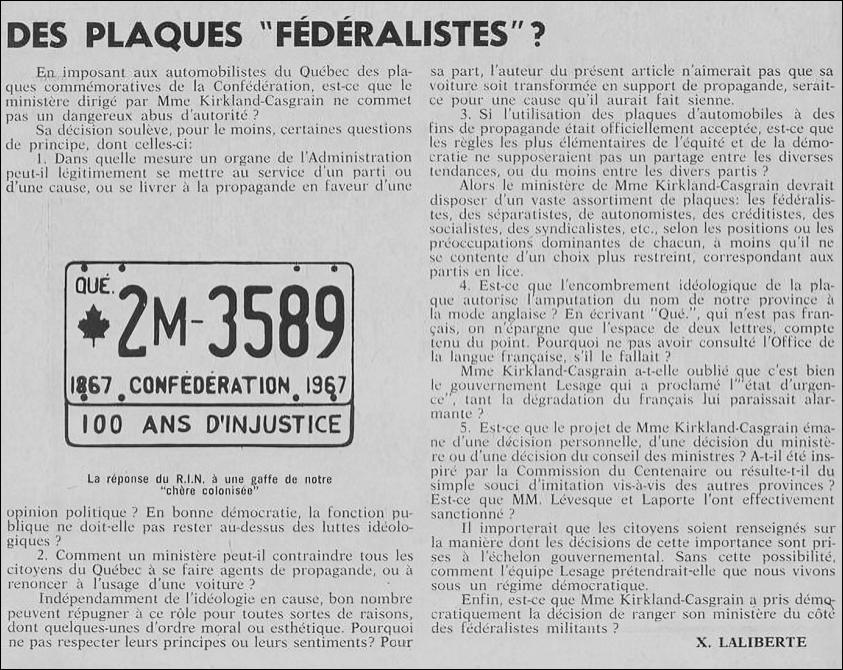 DES PLAQUES "FÉDÉRALISTES" ?
En imposant aux automobilistes du Québec des pla-
ques commémoratives de la Confédération, est-ce que le
ministère dirigé par Mme Kirkland-Casgrain ne commet
pas un dangereux abus d'autorité ?
Sa décision soulève, pour le moins, certaines questions
de principe, dont celles-ci:
1. Dans quelle mesure un organe de l'Administration
peut-il légitimement se mettre au service d'un parti ou
d'une cause, ou se livrer à la propagande en faveur d'une
QUÉ.
2M-3589
1867 CONFÉDÉRATION 1967
100 ANS D'INJUSTICE
La réponse du R.I.N. à une gaffe de notre
"chère colonisée"
opinion politique ? En bonne démocratie, la fonction pu-
blique ne doit-elle pas rester au-dessus des luttes idéolo-
giques ?
2. Comment un ministère peut-il contraindre tous les
citoyens du Québec à se faire agents de propagande, ou à
renoncer à l'usage d'une voiture ?
Indépendamment de l'idéologie en cause, bon nombre
peuvent répugner à ce rôle pour toutes sortes de raisons,
dont quelques-unes d'ordre moral ou esthétique. Pourquoi
ne pas respecter leurs principes ou leurs sentiments? Pour
sa part, l'auteur du présent article n'aimerait pas que sa
voiture soit transformée en support de propagande, serait-
ce pour une cause qu'il aurait fait sienne.
3. Si l'utilisation des plaques d'automobiles à des
fins de propagande était officiellement acceptée, est-ce que
les règles les plus élémentaires de l'équité et de la démo-
cratie ne supposeraient pas un partage entre les diverses
tendances, ou du moins entre les divers partis ?
Alors le ministère de Mme Kirkland-Casgrain devrait
disposer d'un vaste assortiment de plaques: les fédéralis-
tes, des séparatistes, de autonomistes, des créditistes, des
socialistes, des syndicalistes, etc., selon les positions ou les
préoccupations dominantes de chacun, à moins qu'il ne
se contente d'un choix plus restreint, correspondant aux
partis en lice.
4. Est-ce que l'encombrement idéologique de la pla-
que autorise l'amputation du nom de notre province à
la mode anglaise ? En écrivant "Qué.", qui n'est pas fran-
çais, on n'épargne que l'espace de deux lettres, compte
tenu du point. Pourquoi ne pas avoir consulté l'Office de
la langue française, s'il le fallait ?
Mme Kirkland-Casgrain a-t-elle oublié que c'est bien
le gouvernement Lesage qui a proclamé l'"état d'urgen-
ce", tant la dégradation du français lui paraissait alar-
mante ?
5. Est-ce que le projet de Mme Kirkland-Casgrain éma-
ne d'une décision personnelle, d'une décision du ministè-
re ou d'une décision du conseil des ministres ? A-t-il été ins-
piré par la Commission du Centenaire ou résulte-t-il du
simple souci d'imitation vis-à-vis des autres provinces ?
Est-ce que MM. Lévesque et Laporte l'ont effectivement
sanctionné ?
Il importerait que les citoyens soient renseignés sur
la manière dont les décisions de cette importance sont pri-
ses à l'échelon gouvernemental. Sans cette possibilité,
comment l'équipe Lesage prétendrait-elle que nous vivons
sous un régime démocratique.
Enfin, est-ce que Mme Kirkland-Casgrain a pris démo-
cratiquement la décision de ranger son ministère du côté
des fédéralistes militants ?
X. LALIBERTE